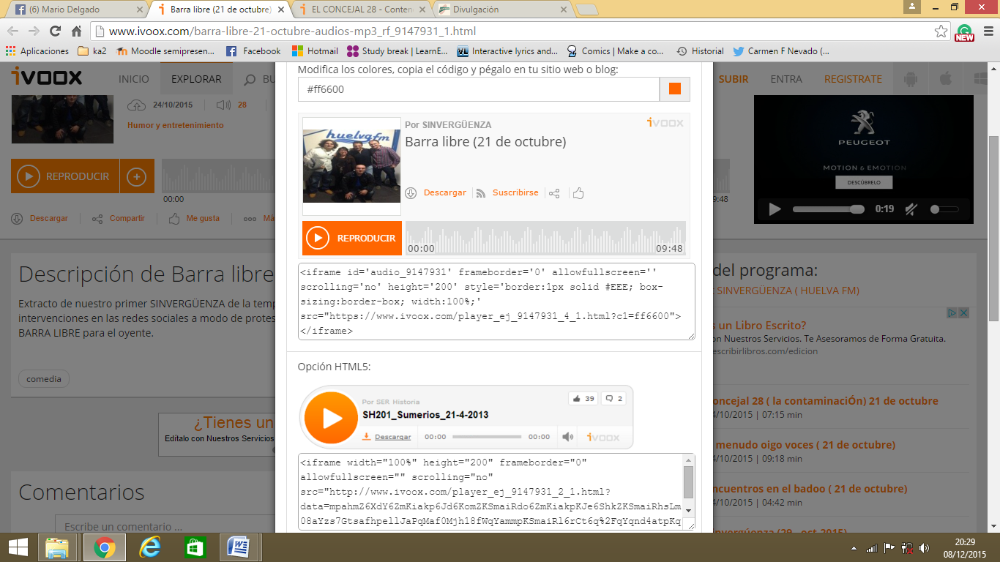 (6) Mario Delgado
Barra libre (21 de octubre)
EL CONCEJAL 28 - Conten
Divulgación
www.ivoox.com/barra-libre-21-octubre-audios-mp3_rf_9147931_1.html
NEW
Aplicaciones
ka2
Moodle semipresen...
Facebook
Hotmail
Study break | LearnE...
Interactive lyrics and...
Comics | Make a co...
Historial
Carmen F Nevado (...
ivoox
INICIO
EXPLORAR
BU
SUBIR
ENTRA
REGISTRATE
24/10/2015
28
Humor y entretenimiento
REPRODUCIR
00:00
9:48
Descargar
Compartir
Me gusta
Má
Descripción de Barra libre
Extracto de nuestro primer SINVERGÜENZA de la temp
intervenciones en las redes sociales a modo de protes
BARRA LIBRE para el oyente.
comedia
¿Tienes un
Edítalo con Nuestros Servicios
Comentarios
Escribe un comentario ...
Modifica los colores, copia el código y pégalo en tu sitio web o blog:
#ff6600
huelva fm
Por SINVERGÜENZA
ivoox
Barra libre (21 de octubre)
Descargar
Suscribirse
REPRODUCIR
00:00
09:48
<iframe id='audio_9147931' frameborder='0' allowfullscreen=''
scrolling='no' height='200' style='border:1px solid #EEE; box-
sizing:border-box; width:100%;'
src="https://www.ivoox.com/player_ej_9147931_4_1.html?c1=ff6600">
</iframe>
Opción HTML5:
Por SER Historia
39
2
SH201_Sumerios_21-4-2013
Descargar
00:00
00:00
ivoox
<iframe width="100%" height="200" frameborder="0"
allowfullscreen="" scrolling="no"
src="http://www.ivoox.com/player_ej_9147931_2_1.html?
data=mpahmZ6XdY6ZmKiakp6Jd6KomZKSmaiRdo6ZmKiakpKJe6ShkZKSmaiRhsLm
08aYzs7GtsafhpellJaPqMaf0Mjh18fWqYammpKSmaiRl6rCt6q%2FqYqnd4atpKq
PEUGEOT
MOTION & EMOTION
DESCÚBRELO
0:19
del programa:
SINVERGÜENZA ( HUELVA FM)
s un Libro Escrito?
on Nuestros Servicios. Te Asesoramos de Forma Gratuita.
escribirlibros.com/edicion
oncejal 28 ( la contaminaciÓn) 21 de octubre
4/10/2015 | 07:15 min
menudo oigo voces ( 21 de octubre)
4/10/2015 | 09:18 min
ncuentros en el badoo ( 21 de octubre)
4/10/2015 | 04:42 min
20:29
08/12/2015